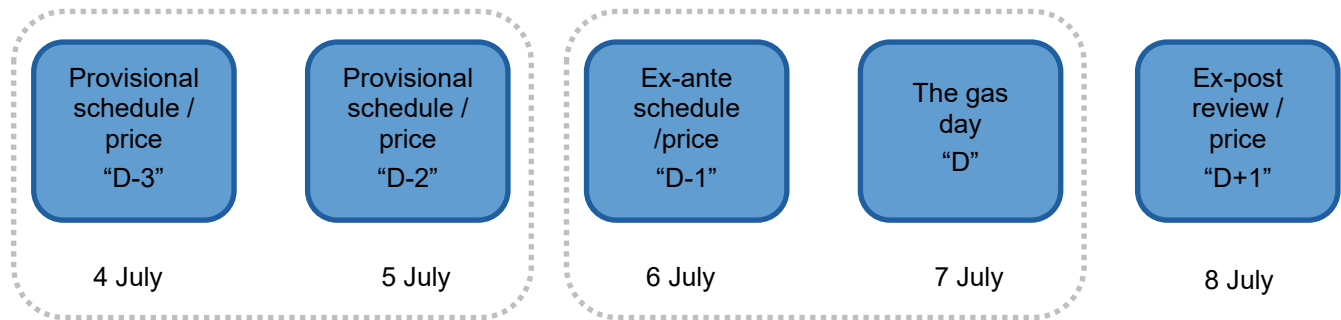 Provisional
schedule /
price
“D-3”
Provisional
schedule /
price
“D-2”
Ex-ante
schedule
/price
“D-1”
The gas
day
“D”
Ex-post
review /
price
“D+1”
4 July
5 July
6 July
7 July
8 July